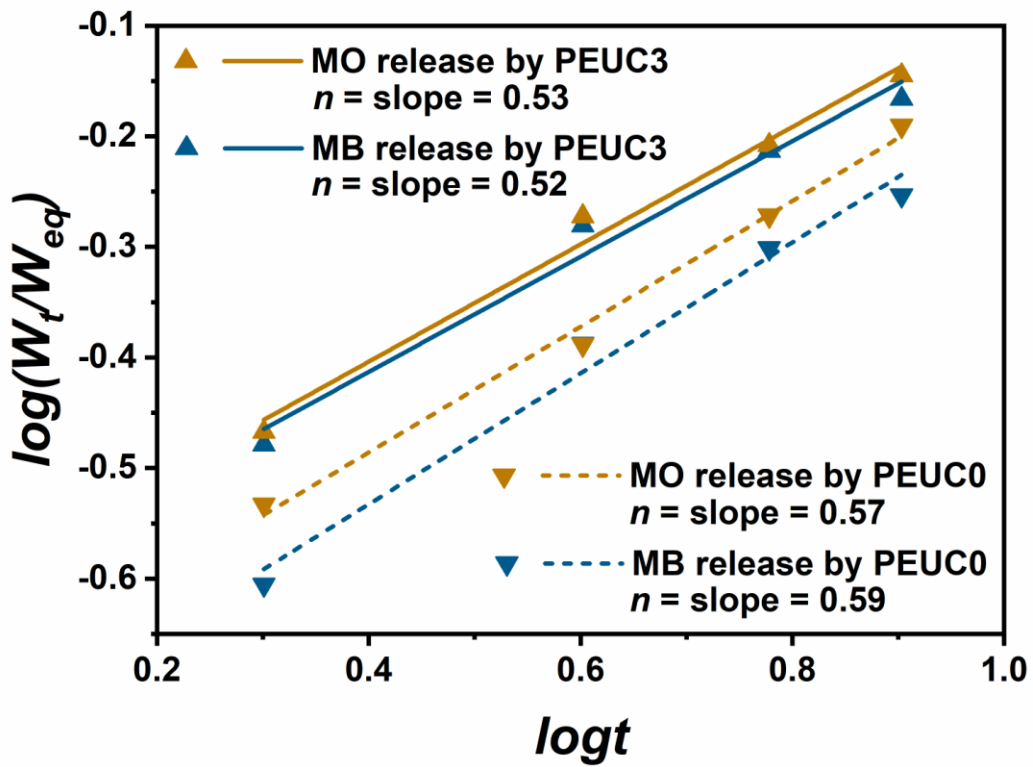 -0.1
-0.2
-0.3
-0.4
-0.5
-0.6
log(Wt/Weq)
MO release by PEUC3
n = slope = 0.53
MB release by PEUC3
n = slope = 0.52
MO release by PEUC0
n = slope = 0.57
MB release by PEUC0
n = slope = 0.59
0.2 0.4 0.6 0.8 1.0
logt